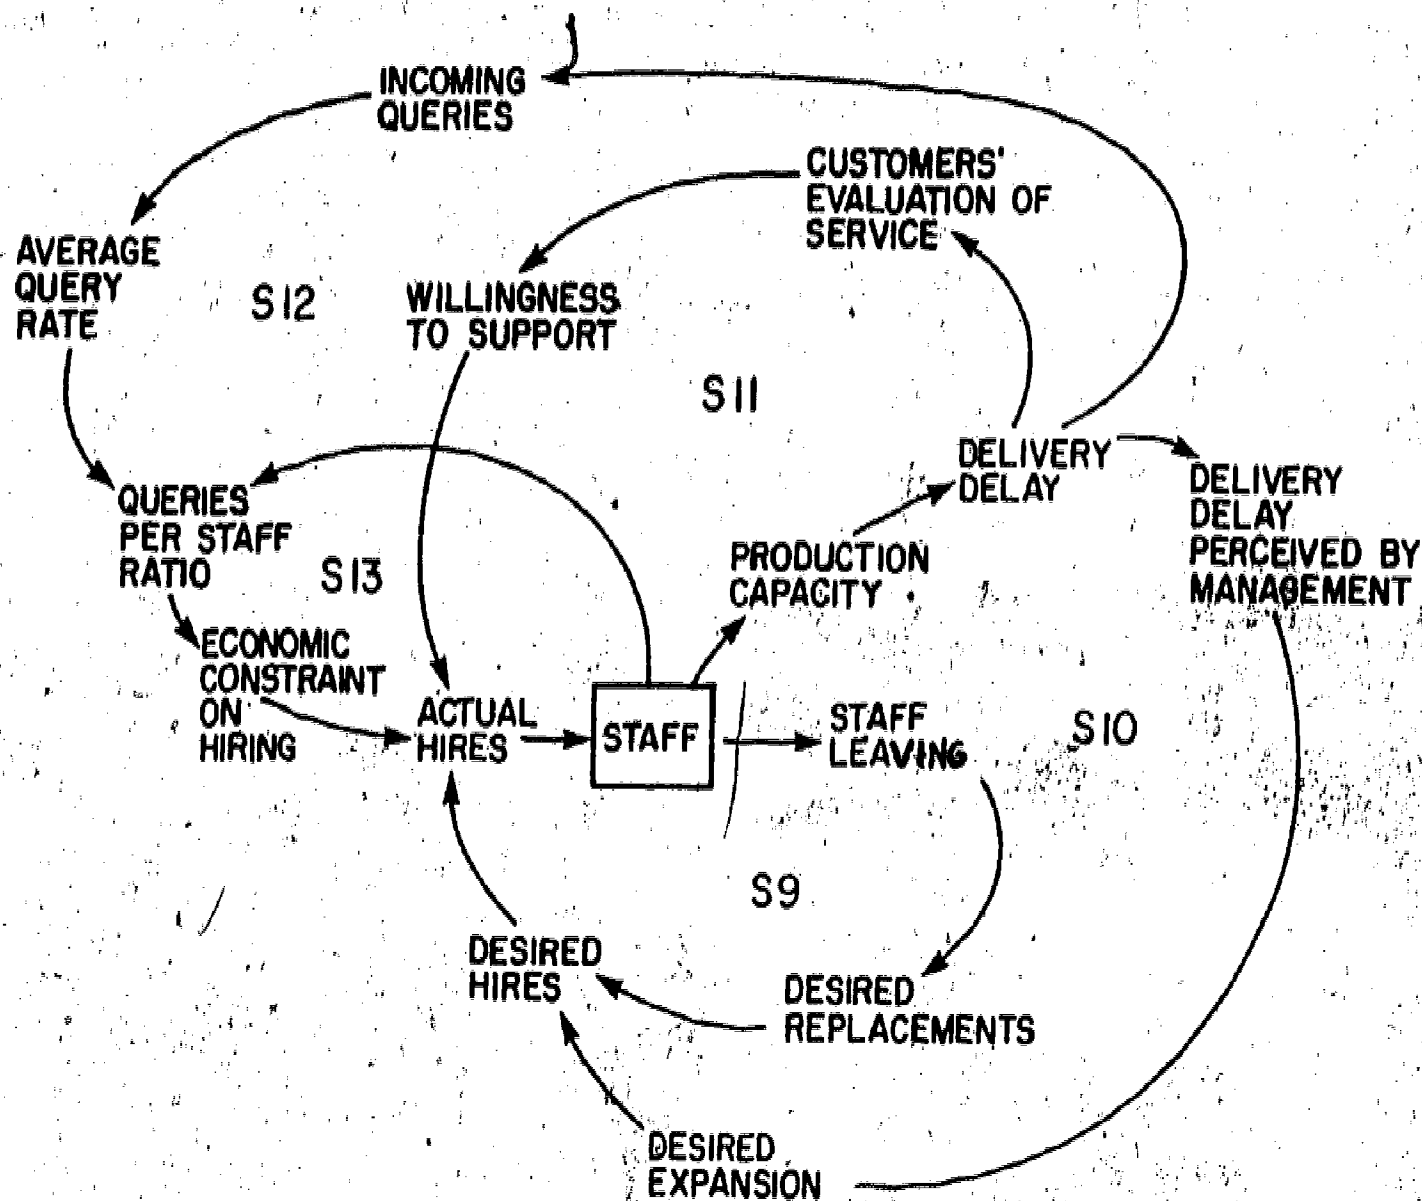 INCOMING
QUERIES
CUSTOMERS'
EVALUATION OF
SERVICE
AVERAGE
QUERY
RATE
S12
WILLINGNESS
TO SUPPORT
S11
DELIVERY
DELAY
DELIVERY
DELAY
PERCEIVED BY
MANAGEMENT
QUERIES
PER STAFF
RATIO
S13
PRODUCTION
CAPACITY
ECONOMIC
CONSTRAINT
ON
HIRING
ACTUAL
HIRES
STAFF
STAFF
LEAVING
S10
S9
DESIRED
HIRES
DESIRED
REPLACEMENTS
DESIRED
EXPANSION